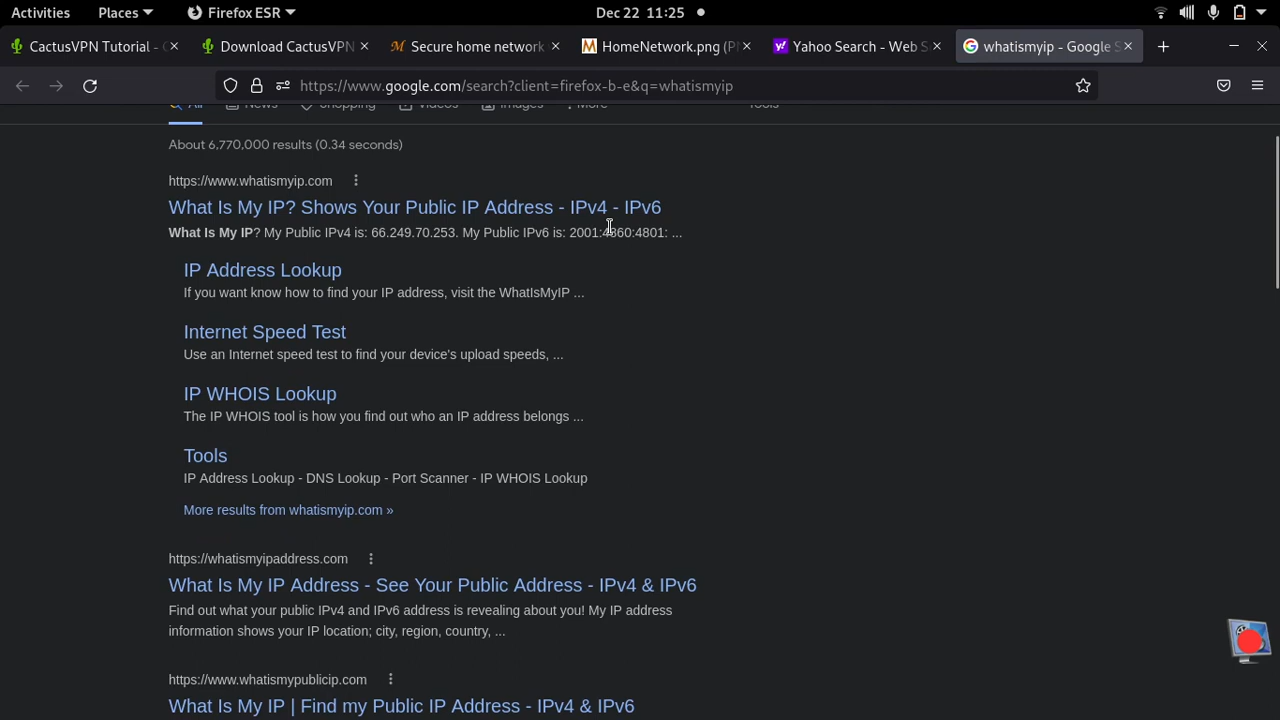 Activities Places Firefox ESR Dec 22 11:25
CactusVPN Tutorial - Download CactusVPN Secure home network HomeNetwork.png (P Yahoo Search - Web S whatismyip - Google S
https://www.google.com/search?client=firefox-b-e&q=whatismyip
All News Shopping Videos Images More Tools
About 6,770,000 results (0.34 seconds)
https://www.whatismyip.com
What Is My IP? Shows Your Public IP Address - IPv4 - IPv6
What Is My IP? My Public IPv4 is: 66.249.70.253. My Public IPv6 is: 2001:4860:4801: ...
IP Address Lookup
If you want know how to find your IP address, visit the WhatIsMyIP ...
Internet Speed Test
Use an Internet speed test to find your device's upload speeds, ...
IP WHOIS Lookup
The IP WHOIS tool is how you find out who an IP address belongs ...
Tools
IP Address Lookup - DNS Lookup - Port Scanner - IP WHOIS Lookup
More results from whatismyip.com »
https://whatismyipaddress.com
What Is My IP Address - See Your Public Address - IPv4 & IPv6
Find out what your public IPv4 and IPv6 address is revealing about you! My IP address
information shows your IP location; city, region, country, ...
https://www.whatismypublicip.com
What Is My IP | Find my Public IP Address - IPv4 & IPv6